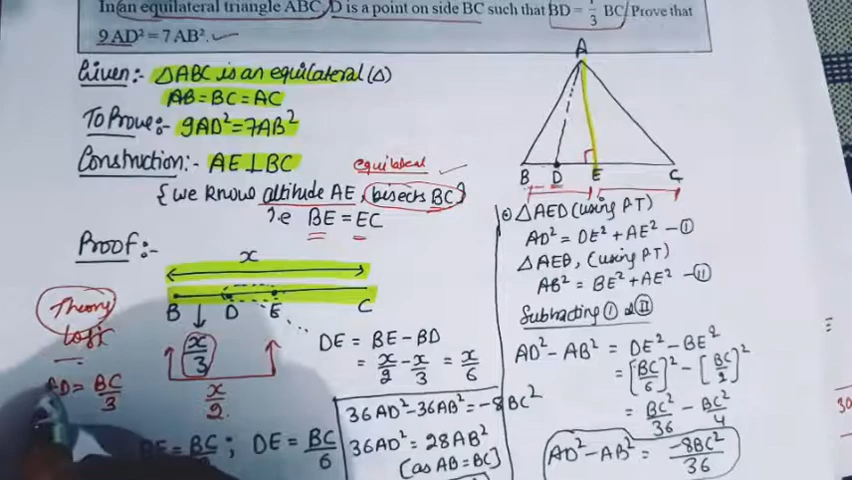 In an equilateral triangle ABC, D is a point on side BC such that BD = 1/3 BC. Prove that
9 AD² = 7 AB².
Given:- △ABC is an equilateral (△)
AB = BC = AC
To Prove:- 9AD² = 7AB²
Construction:- AE ⊥ BC
equilateral
{we know altitude AE, bisects BC}
i.e BE = EC
Proof:-
x
B D E C
x/3
x/2
Theory
BD = BC/3
BE = BC/ ; DE = BC/6
DE = BE - BD
= x/2 - x/3 = x/6
36AD² - 36AB² = -8BC²
36AD² = 28AB²
[as AB = BC]
A
B D E C
△AED (using PT)
AD² = DE² + AE² - I
△AEB, (using PT)
AB² = BE² + AE² - II
Subtracting I & II
AD² - AB² = DE² - BE²
= [BC/6]² - [BC/2]²
= BC²/36 - BC²/4
AD² - AB² = -8BC²/36
30